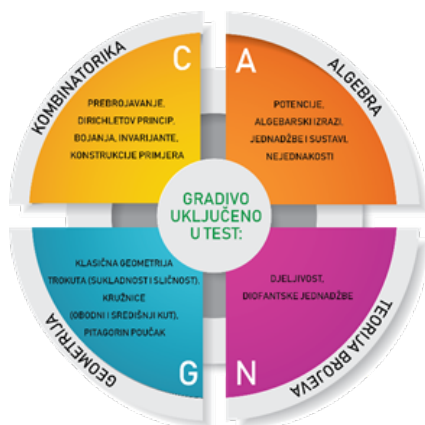 KOMBINATORIKA
C
PREBROJAVANJE,
DIRICHLETOV PRINCIP,
BOJANJA, INVARIJANTE,
KONSTRUKCIJE PRIMJERA
A
ALGEBRA
POTENCIJE,
ALGEBARSKI IZRAZI,
JEDNADŽBE I SUSTAVI,
NEJEDNAKOSTI
GRADIVO
UKLJUČENO
U TEST:
KLASIČNA GEOMETRIJA
TROKUTA (SUKLADNOST I SLIČNOST),
KRUŽNICE
(OBODNI I SREDIŠNJI KUT),
PITAGORIN POUČAK
G
GEOMETRIJA
DJELJIVOST,
DIOFANTSKE JEDNADŽBE
N
TEORIJA BROJEVA